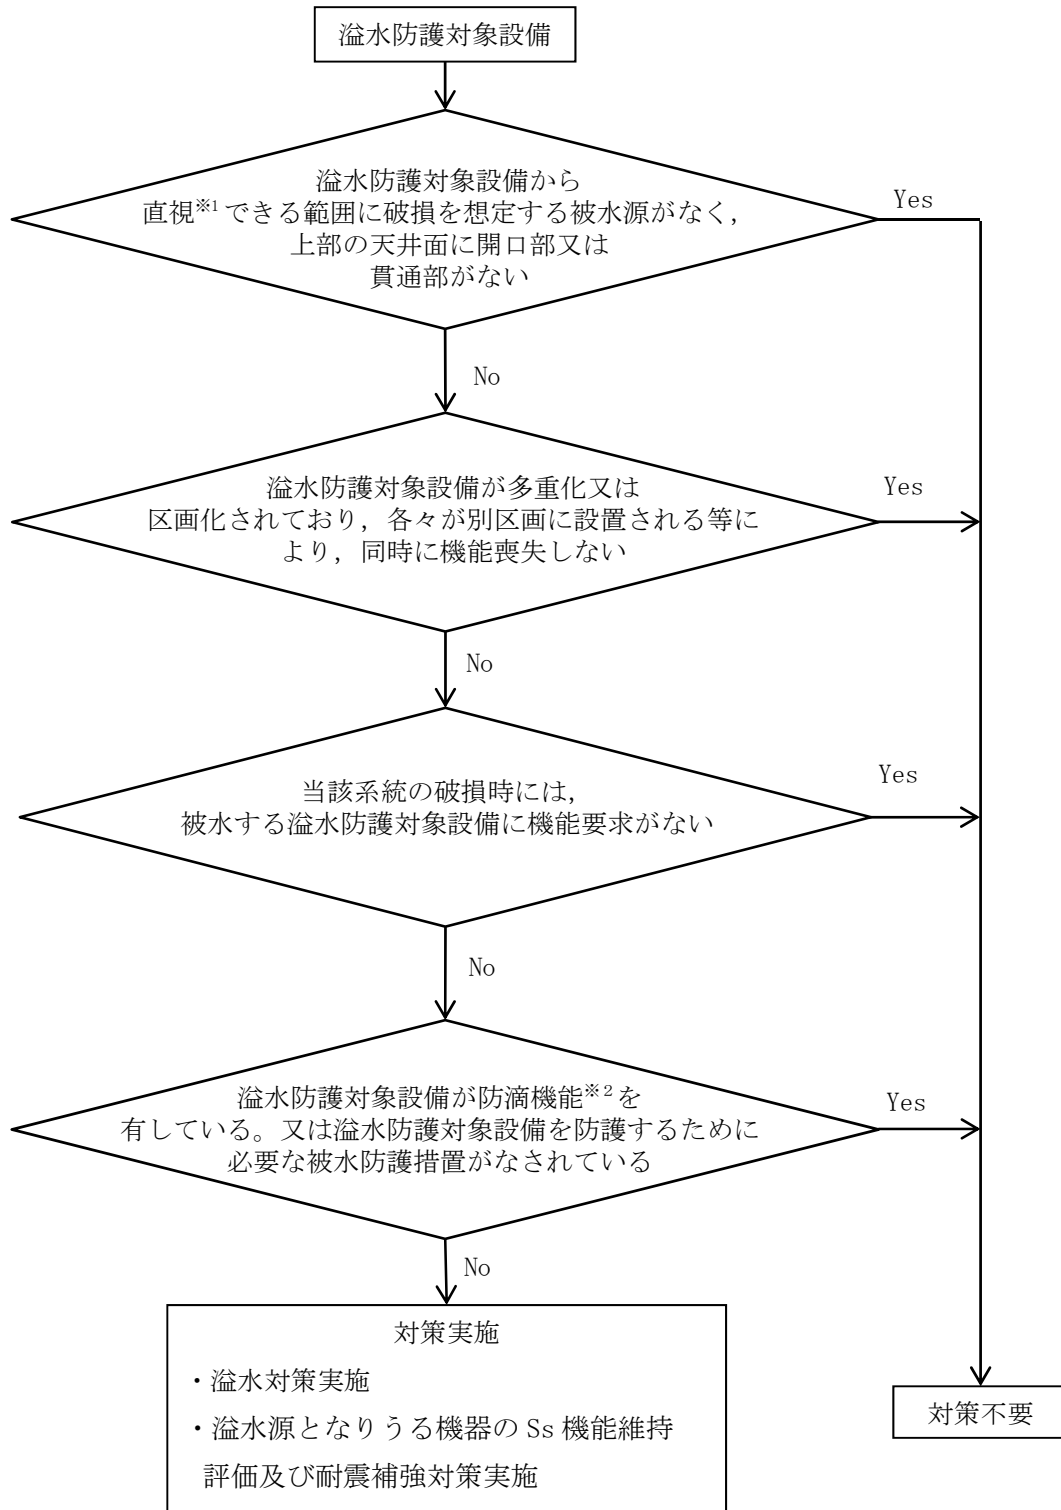 溢水防護対象設備
溢水防護対象設備から
直視※1できる範囲に破損を想定する被水源がなく，
上部の天井面に開口部又は
貫通部がない
Yes
No
溢水防護対象設備が多重化又は
区画化されており，各々が別区画に設置される等に
より，同時に機能喪失しない
Yes
No
当該系統の破損時には，
被水する溢水防護対象設備に機能要求がない
Yes
No
溢水防護対象設備が防滴機能※2を
有している。又は溢水防護対象設備を防護するために
必要な被水防護措置がなされている
Yes
No
対策実施
・溢水対策実施
・溢水源となりうる機器の Ss 機能維持
評価及び耐震補強対策実施
対策不要